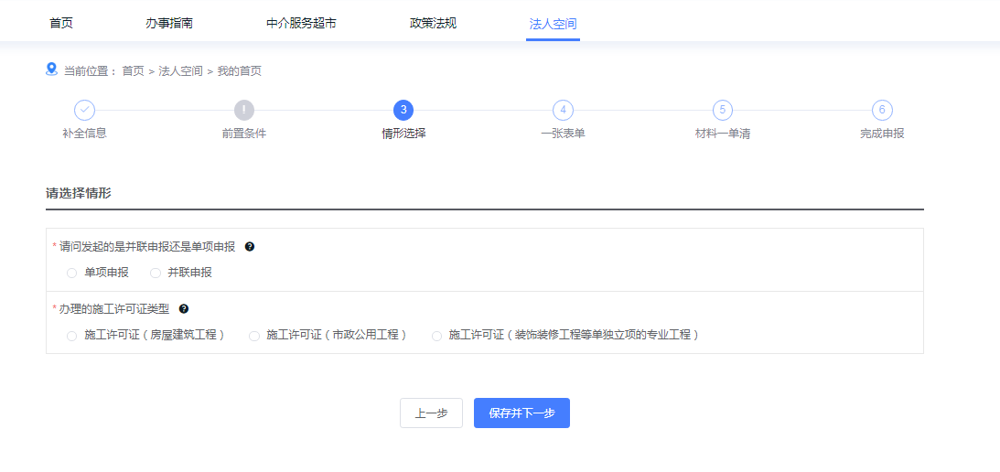 首页 办事指南 中介服务超市 政策法规 法人空间
当前位置： 首页 > 法人空间 > 我的首页
! 3 4 5 6
补全信息 前置条件 情形选择 一张表单 材料一单清 完成申报
请选择情形
* 请问发起的是并联申报还是单项申报 ?
单项申报 并联申报
* 办理的施工许可证类型 ?
施工许可证（房屋建筑工程） 施工许可证（市政公用工程） 施工许可证（装饰装修工程等单独立项的专业工程）
上一步 保存并下一步